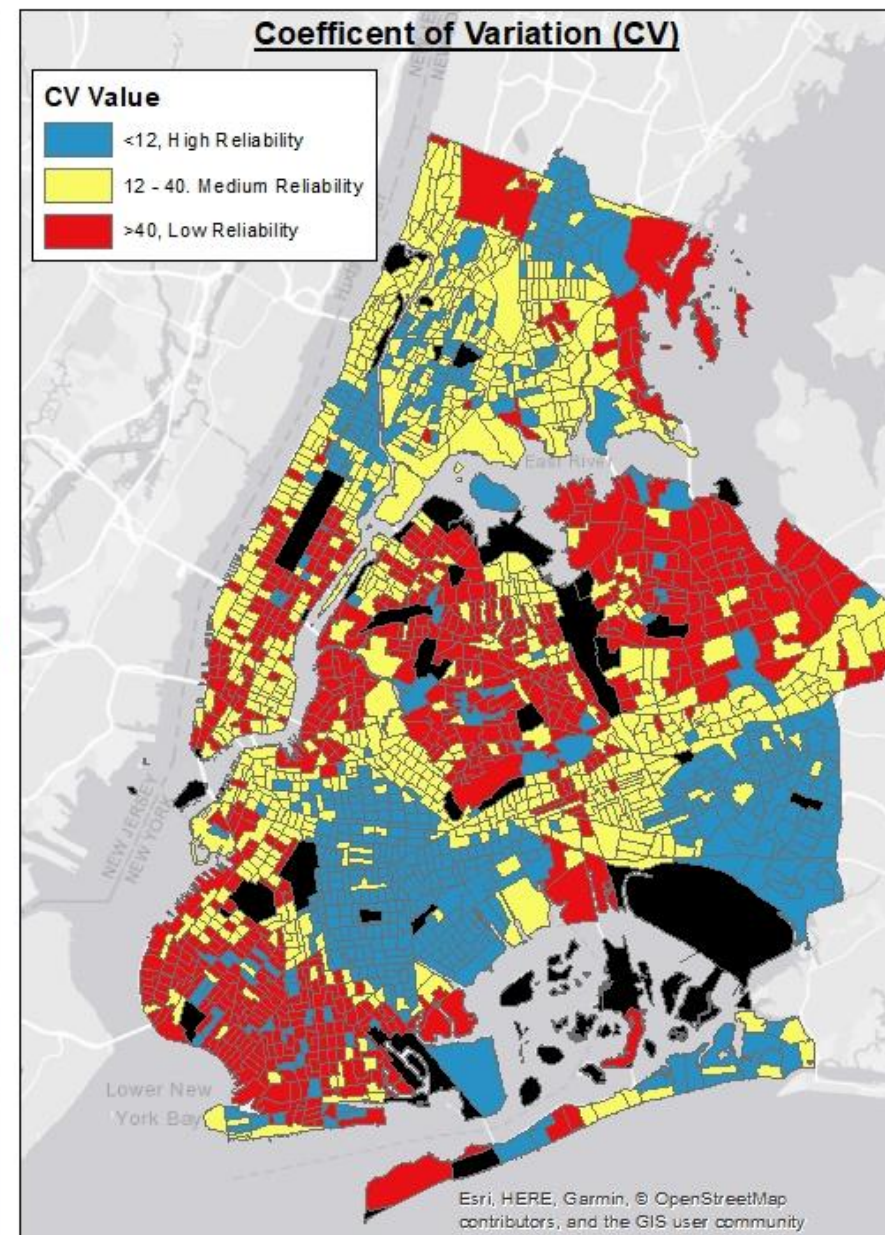 Coefficent of Variation (CV)
CV Value
<12, High Reliability
12 - 40. Medium Reliability
>40, Low Reliability
East River
NEW JERSEY
NEW YORK
Lower New
York Bay
Esri, HERE, Garmin, © OpenStreetMap
contributors, and the GIS user community